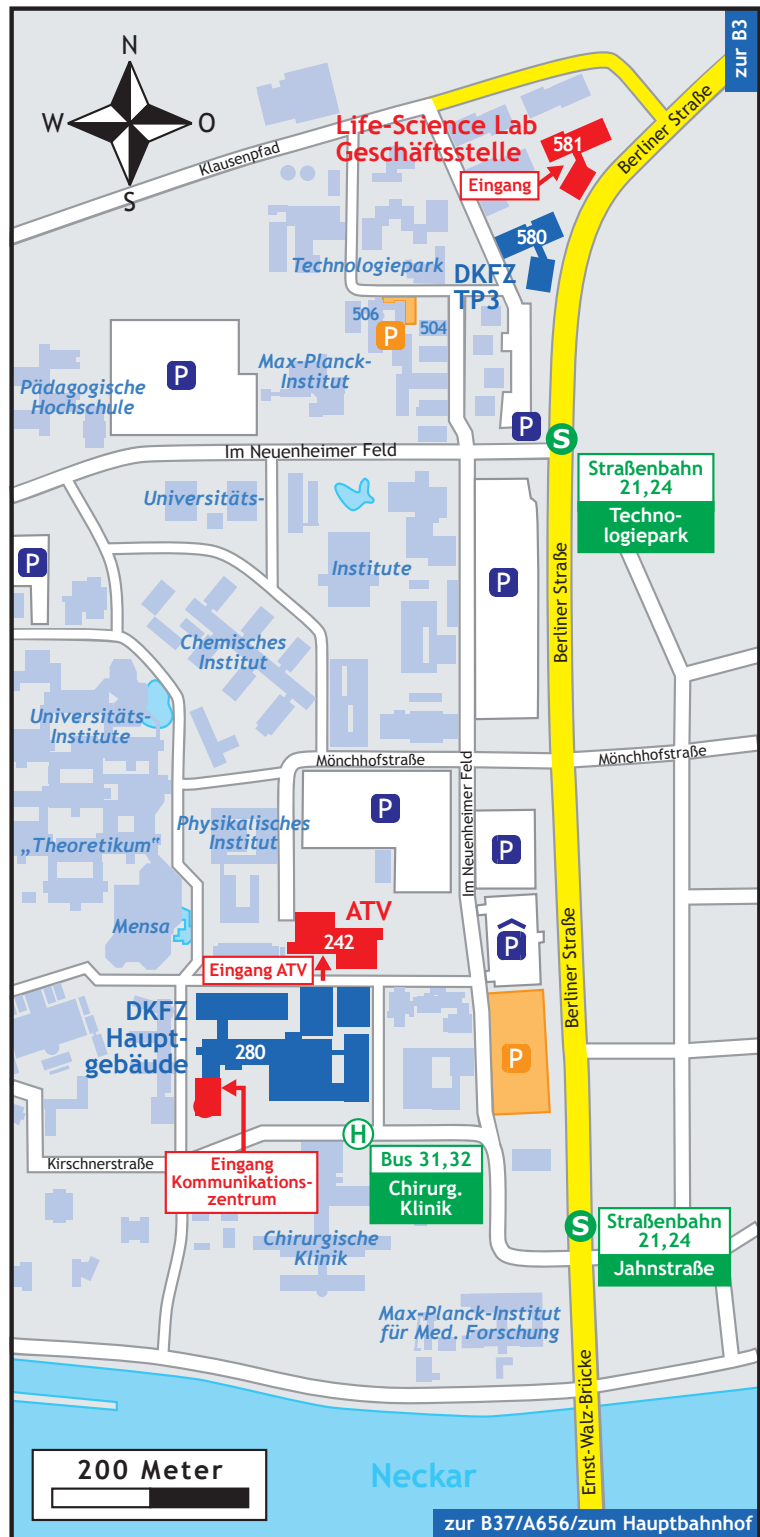 zur B3
N
W
O
S
Klausenpfad
Life-Science Lab
Geschäftsstelle
581
Eingang
Berliner Straße
580
DKFZ
TP3
Technologiepark
506
504
P
P
Max-Planck-
Institut
Pädagogische
Hochschule
P
S
Im Neuenheimer Feld
Straßenbahn
21,24
Techno-
logiepark
Universitäts-
Institute
P
P
Berliner Straße
Chemisches
Institut
Universitäts-
Institute
Mönchhofstraße
Mönchhofstraße
Im Neuenheimer Feld
P
Physikalisches
Institut
„Theoretikum“
P
ATV
242
Mensa
P
Eingang ATV
Berliner Straße
DKFZ
Haupt-
gebäude
280
P
H
Kirschnerstraße
Eingang
Kommunikations-
zentrum
Bus 31,32
Chirurg.
Klinik
S
Straßenbahn
21,24
Jahnstraße
Chirurgische
Klinik
Max-Planck-Institut
für Med. Forschung
Ernst-Walz-Brücke
200 Meter
Neckar
zur B37/A656/zum Hauptbahnhof